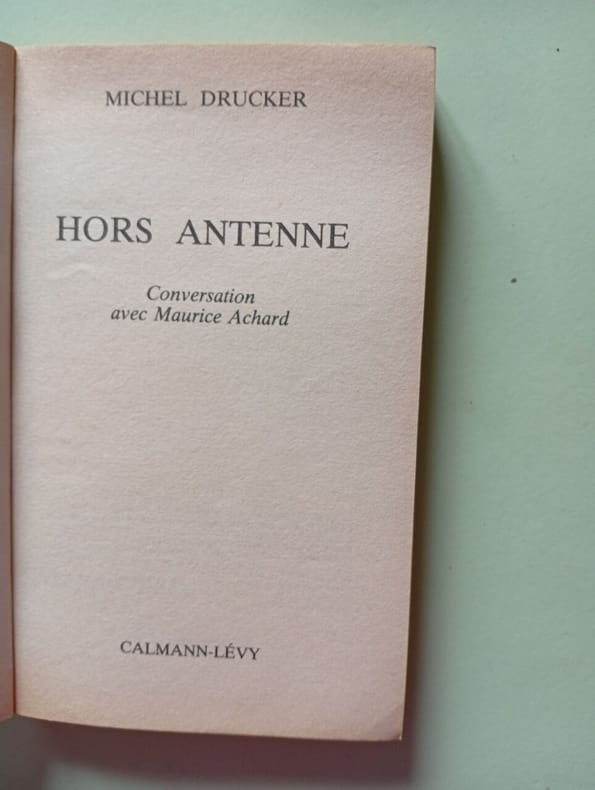 MICHEL DRUCKER
HORS ANTENNE
Conversation
avec Maurice Achard
CALMANN-LÉVY